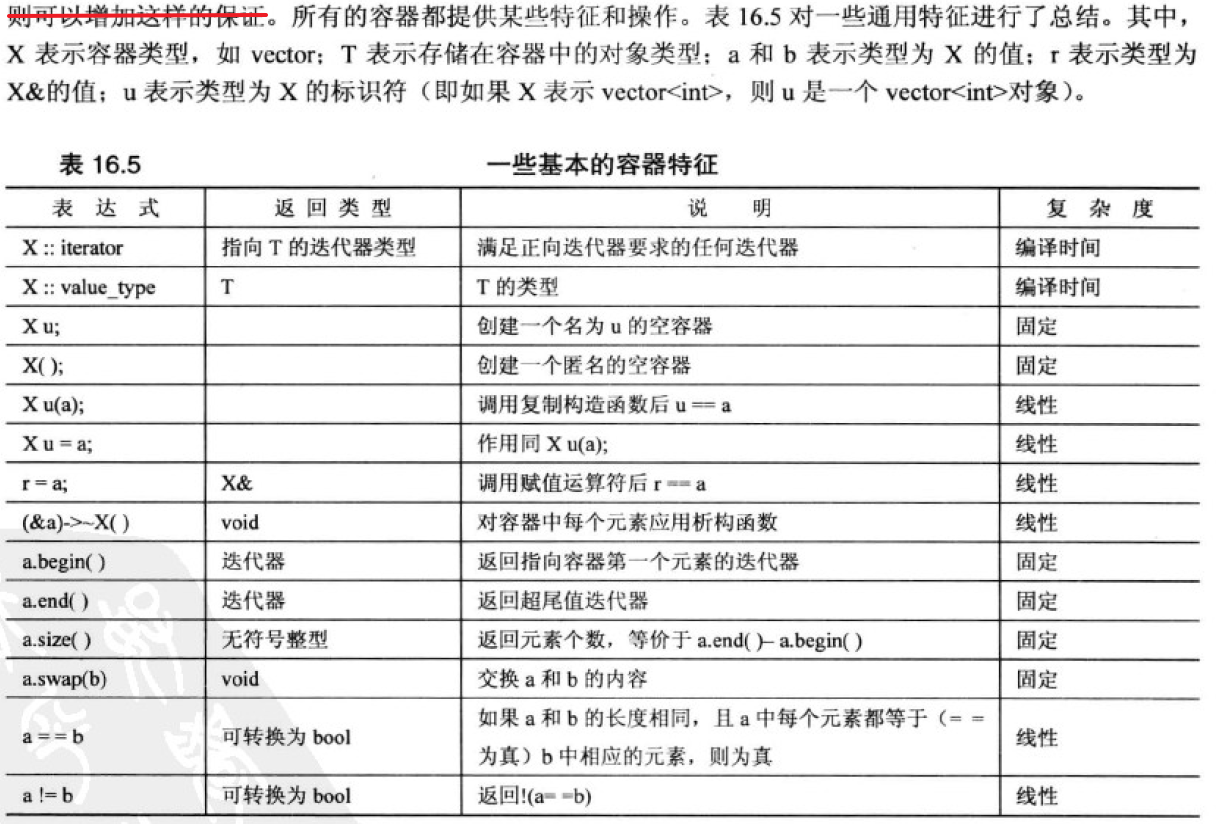 则可以增加这样的保证。所有的容器都提供某些特征和操作。表 16.5 对一些通用特征进行了总结。其中，
X 表示容器类型，如 vector；T 表示存储在容器中的对象类型；a 和 b 表示类型为 X 的值；r 表示类型为
X&的值；u 表示类型为 X 的标识符（即如果 X 表示 vector<int>，则 u 是一个 vector<int>对象）。
表 16.5 一些基本的容器特征
表 达 式 返 回 类 型 说 明 复 杂 度
X :: iterator 指向 T 的迭代器类型 满足正向迭代器要求的任何迭代器 编译时间
X :: value_type T T 的类型 编译时间
X u; 创建一个名为 u 的空容器 固定
X( ); 创建一个匿名的空容器 固定
X u(a); 调用复制构造函数后 u == a 线性
X u = a; 作用同 X u(a); 线性
r = a; X& 调用赋值运算符后 r == a 线性
(&a)->~X( ) void 对容器中每个元素应用析构函数 线性
a.begin( ) 迭代器 返回指向容器第一个元素的迭代器 固定
a.end( ) 迭代器 返回超尾值迭代器 固定
a.size( ) 无符号整型 返回元素个数，等价于 a.end( )– a.begin( ) 固定
a.swap(b) void 交换 a 和 b 的内容 固定
如果 a 和 b 的长度相同，且 a 中每个元素都等于（= =
a = = b 可转换为 bool 为真）b 中相应的元素，则为真 线性
a != b 可转换为 bool 返回!(a= =b) 线性